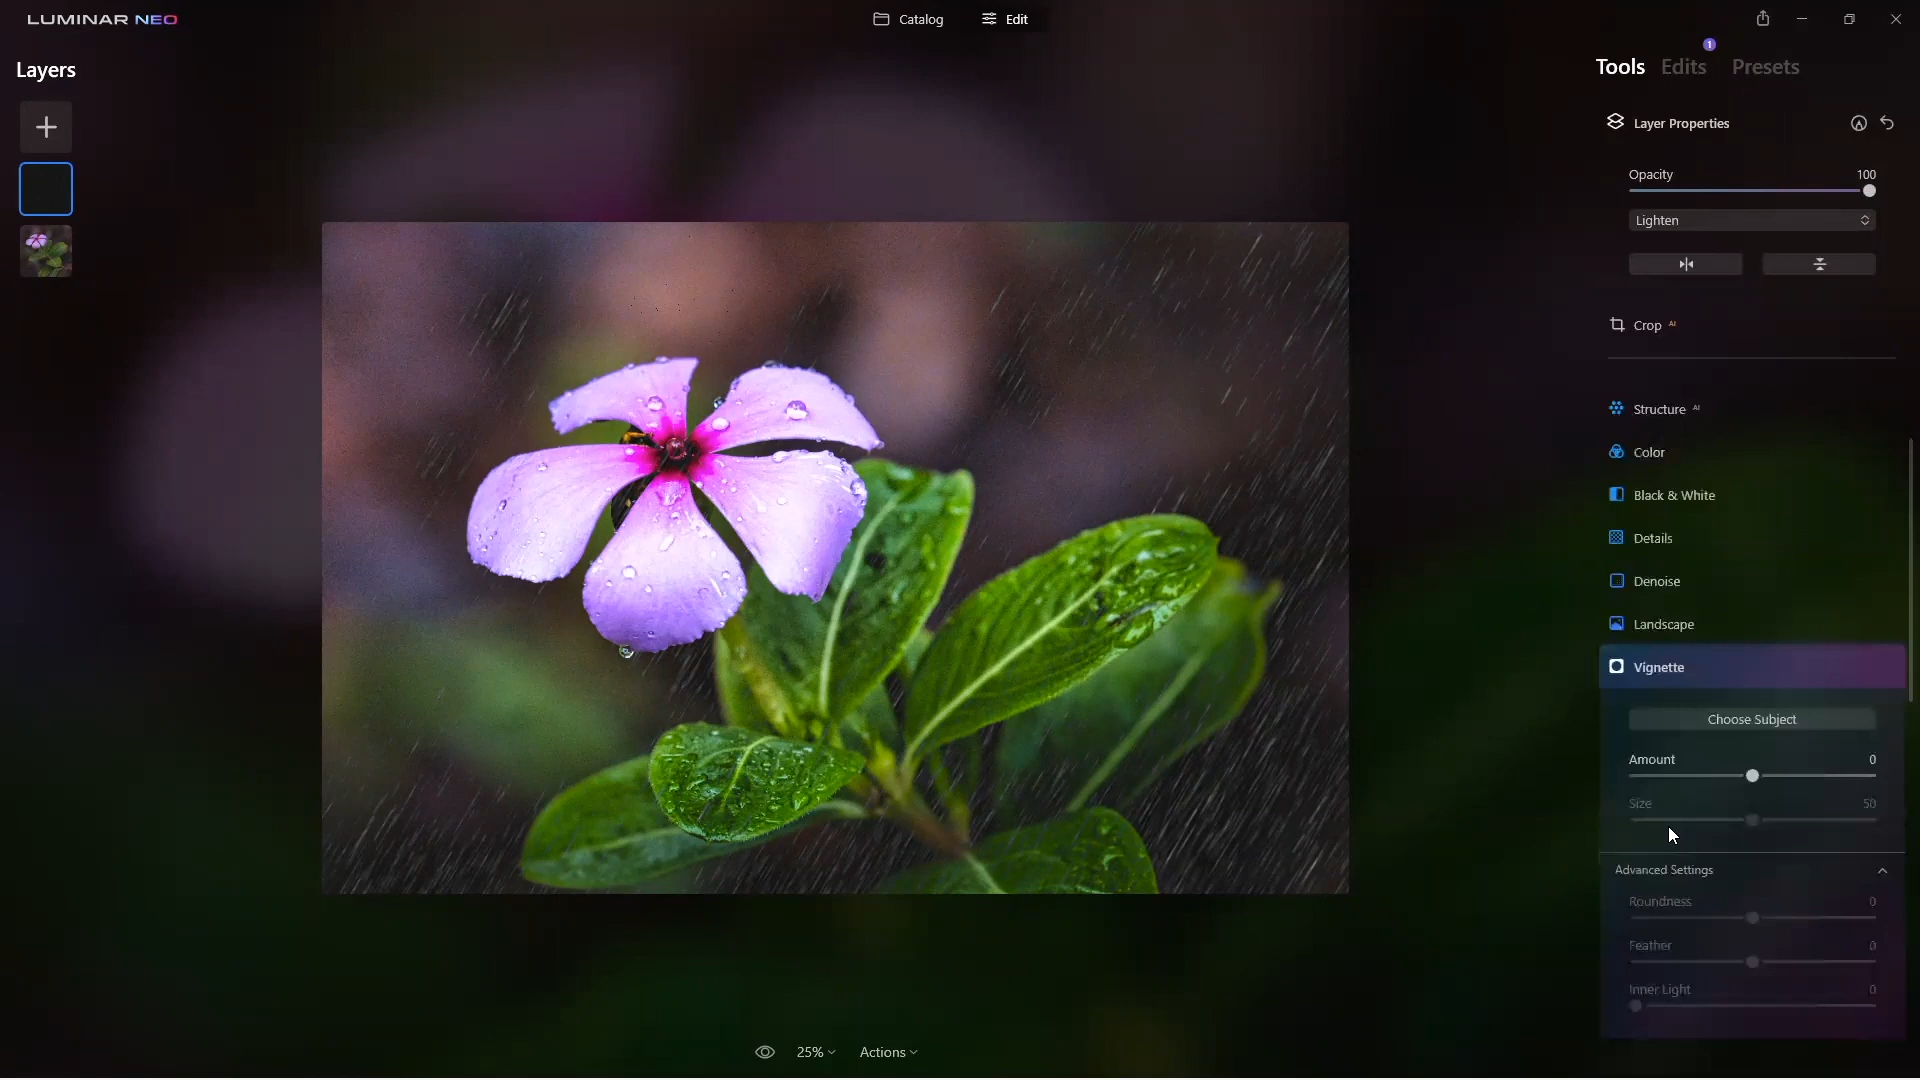 LUMINAR NEO
Catalog
Edit
Layers
1
Tools Edits Presets
Layer Properties
Opacity 100
Lighten
Crop AI
Structure AI
Color
Black & White
Details
Denoise
Landscape
Vignette
Choose Subject
Amount 0
Size 50
Advanced Settings
Roundness 0
Feather 0
Inner Light 0
25%
Actions